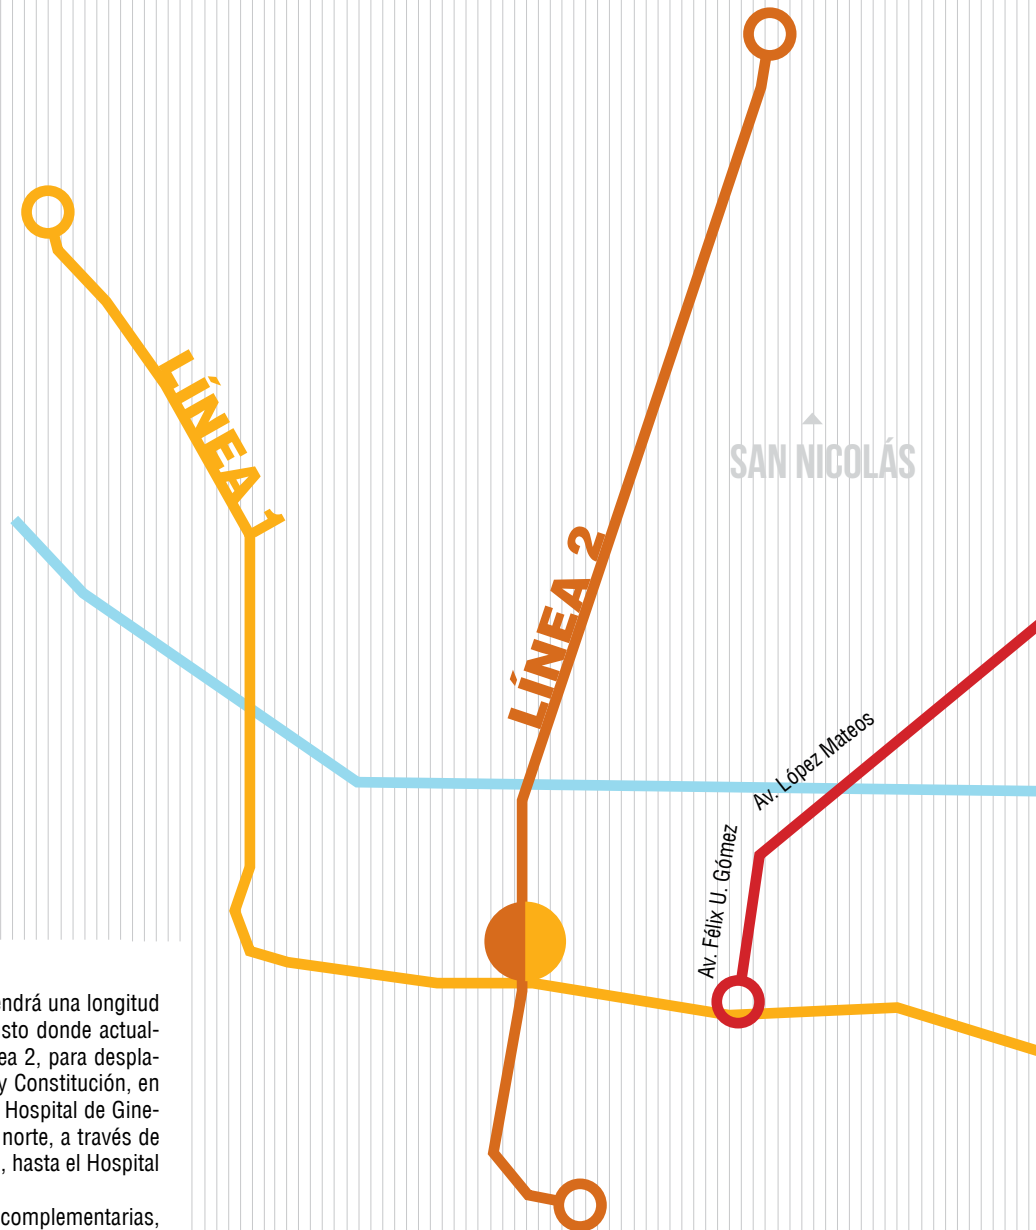 LÍNEA 1
SAN NICOLÁS
LÍNEA 2
Av. López Mateos
Av. Félix U. Gómez
endrá una longitud
sto donde actual-
ea 2, para despla-
y Constitución, en
Hospital de Gine-
norte, a través de
, hasta el Hospital
complementarias,